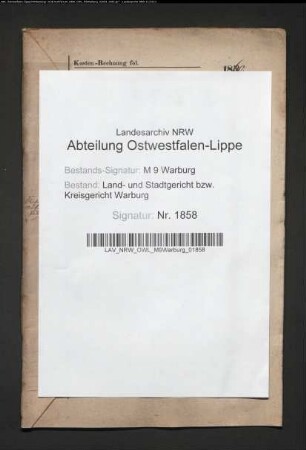 Kosten-Rechnung fol.
Landesarchiv NRW
Abteilung Ostwestfalen-Lippe
Bestands-Signatur: M 9 Warburg
Bestand: Land- und Stadtgericht bzw.
Kreisgericht Warburg
Signatur: Nr. 1858
LAV_NRW_OWL_M9Warburg_01858